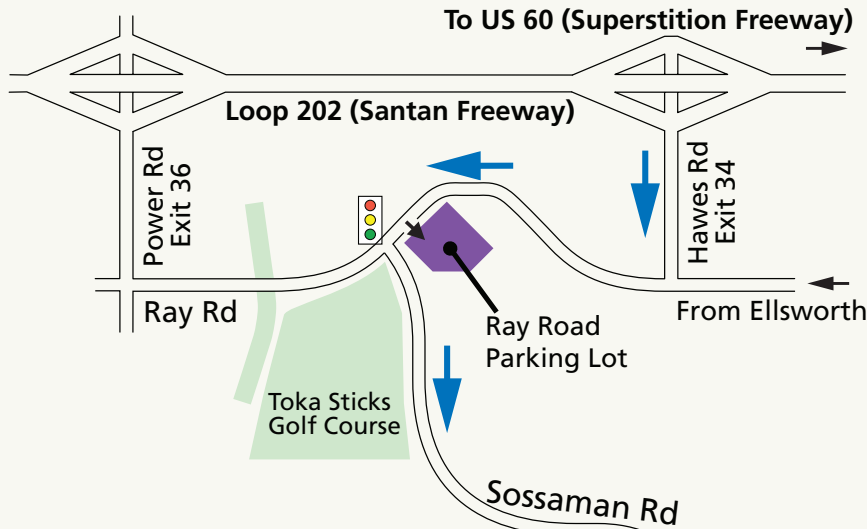 To US 60 (Superstition Freeway)
Loop 202 (Santan Freeway)
Power Rd
Exit 36
Hawes Rd
Exit 34
Ray Rd
From Ellsworth
Ray Road
Parking Lot
Toka Sticks
Golf Course
Sossaman Rd